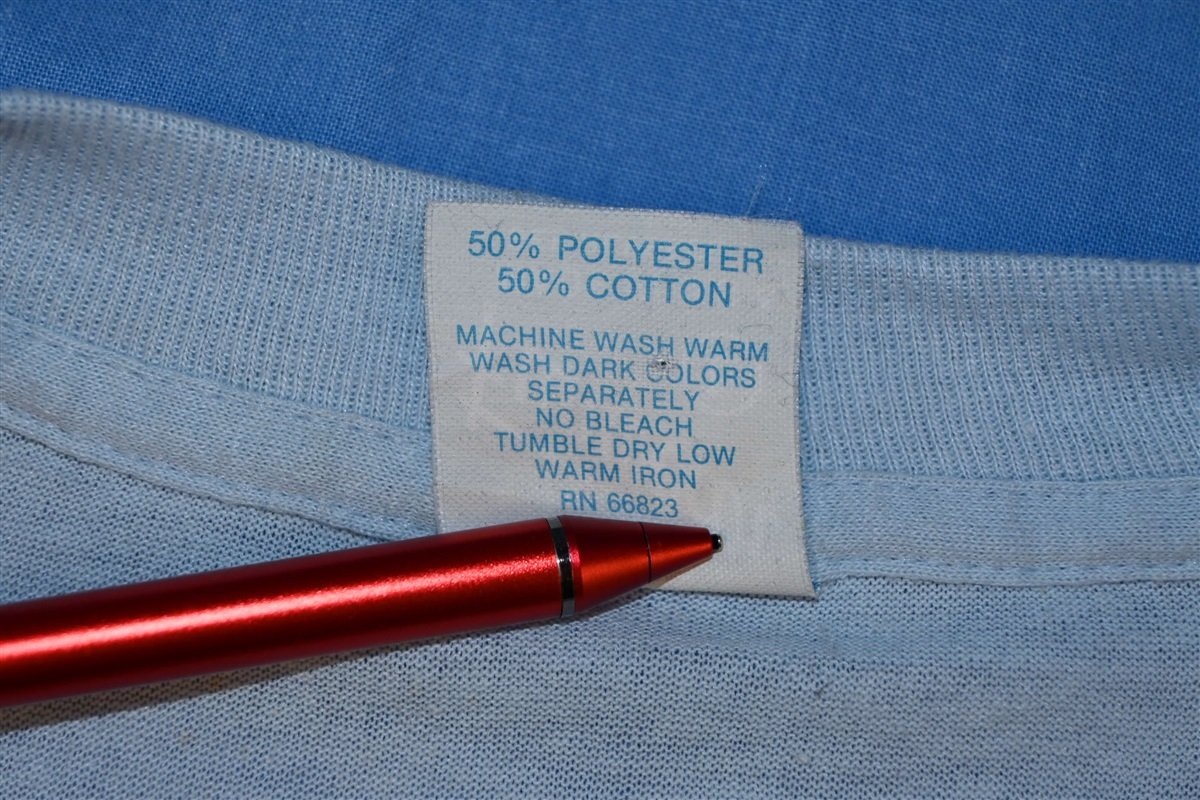 50% POLYESTER
50% COTTON
MACHINE WASH WARM
WASH DARK COLORS
SEPARATELY
NO BLEACH
TUMBLE DRY LOW
WARM IRON
RN 66823